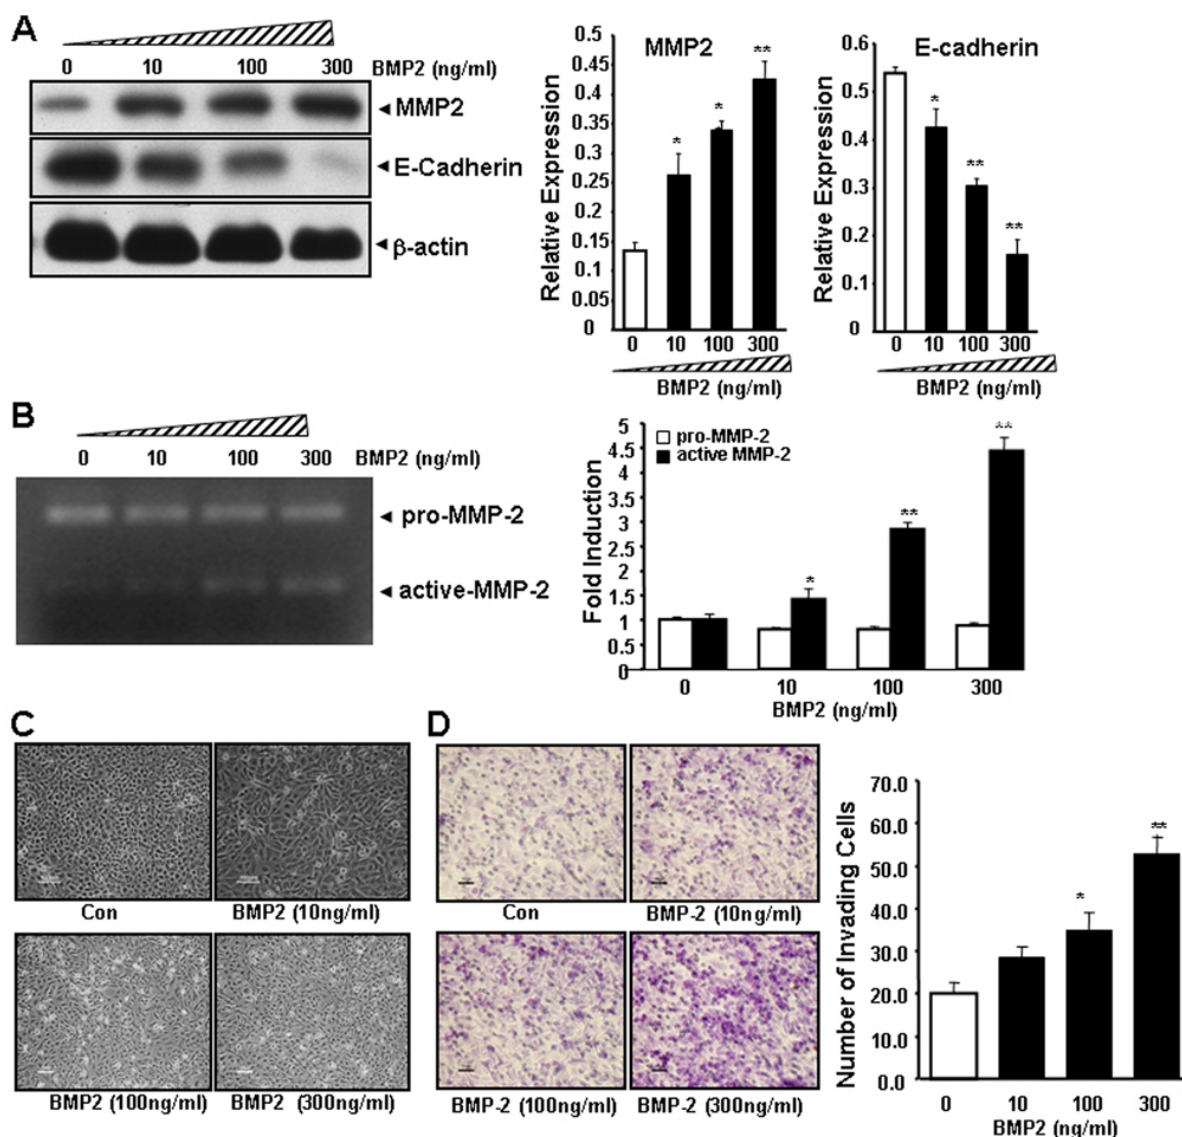 A
0 10 100 300 BMP2 (ng/ml)
MMP2
E-Cadherin
β-actin
MMP2
Relative Expression
0.5
0.45
0.4
0.35
0.3
0.25
0.2
0.15
0.1
0.05
0
*
*
**
0 10 100 300
BMP2 (ng/ml)
E-cadherin
Relative Expression
0.6
0.5
0.4
0.3
0.2
0.1
0
*
**
**
0 10 100 300
BMP2 (ng/ml)
B
0 10 100 300 BMP2 (ng/ml)
pro-MMP-2
active-MMP-2
Fold Induction
5
4.5
4
3.5
3
2.5
2
1.5
1
0.5
0
pro-MMP-2
active MMP-2
*
**
**
0 10 100 300
BMP2 (ng/ml)
C
Con
BMP2 (10ng/ml)
BMP2 (100ng/ml)
BMP2 (300ng/ml)
D
Con
BMP-2 (10ng/ml)
BMP-2 (100ng/ml)
BMP-2 (300ng/ml)
Number of Invading Cells
70.0
60.0
50.0
40.0
30.0
20.0
10.0
0.0
*
**
0 10 100 300
BMP2 (ng/ml)